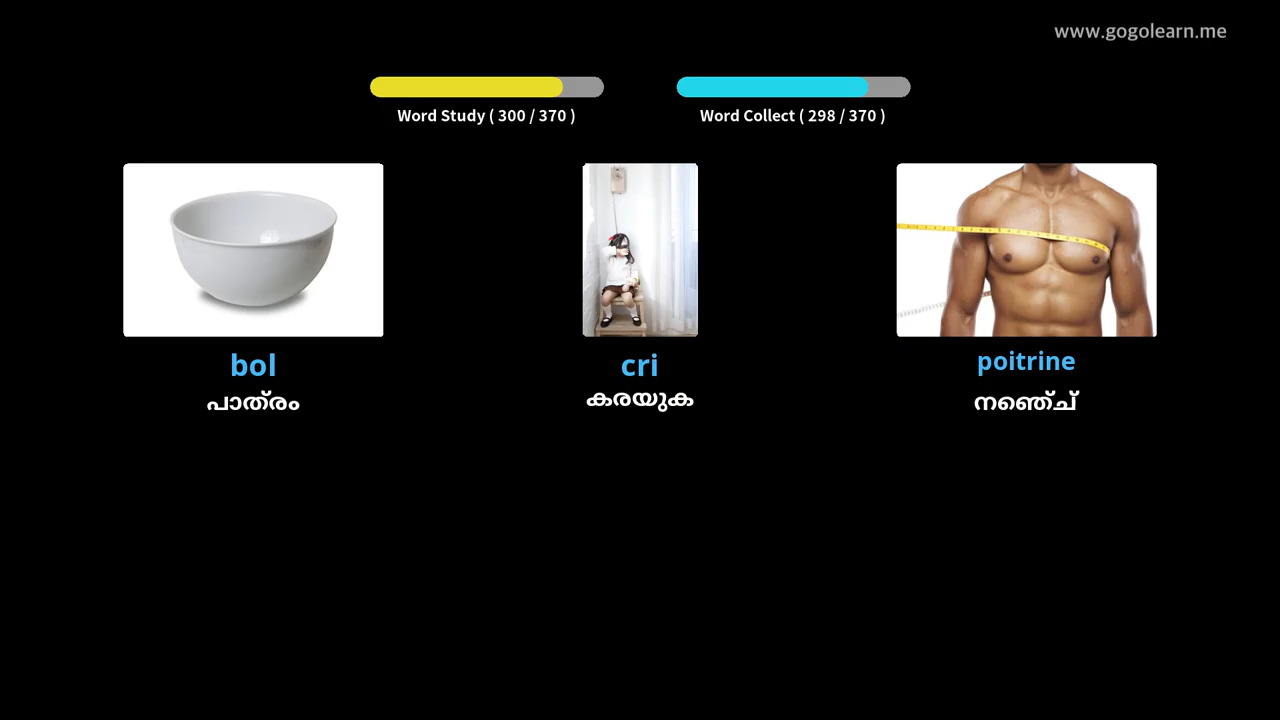 www.gogolearn.me
Word Study ( 300 / 370 )
Word Collect ( 298 / 370 )
bol
cri
poitrine
പാത്രം
കരയുക
നഞ്ചെ്